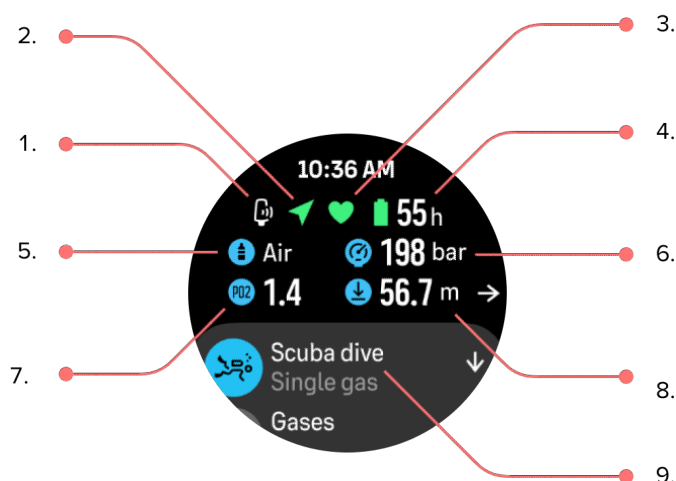 2.
3.
1.
4.
10:36 AM
55 h
5.
Air
198 bar
6.
PO2 1.4
56.7 m
7.
Scuba dive
Single gas
8.
Gases
9.